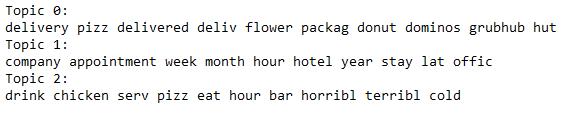 Topic 0:
delivery pizz delivered deliv flower packag donut dominos grubhub hut
Topic 1:
company appointment week month hour hotel year stay lat offic
Topic 2:
drink chicken serv pizz eat hour bar horribl terribl cold